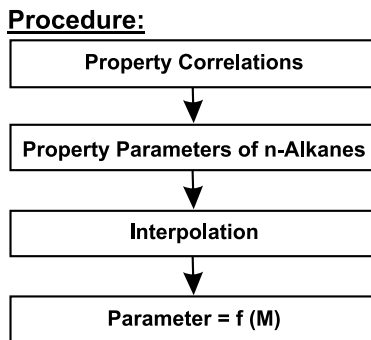 Procedure:
Property Correlations
Property Parameters of n-Alkanes
Interpolation
Parameter = f (M)